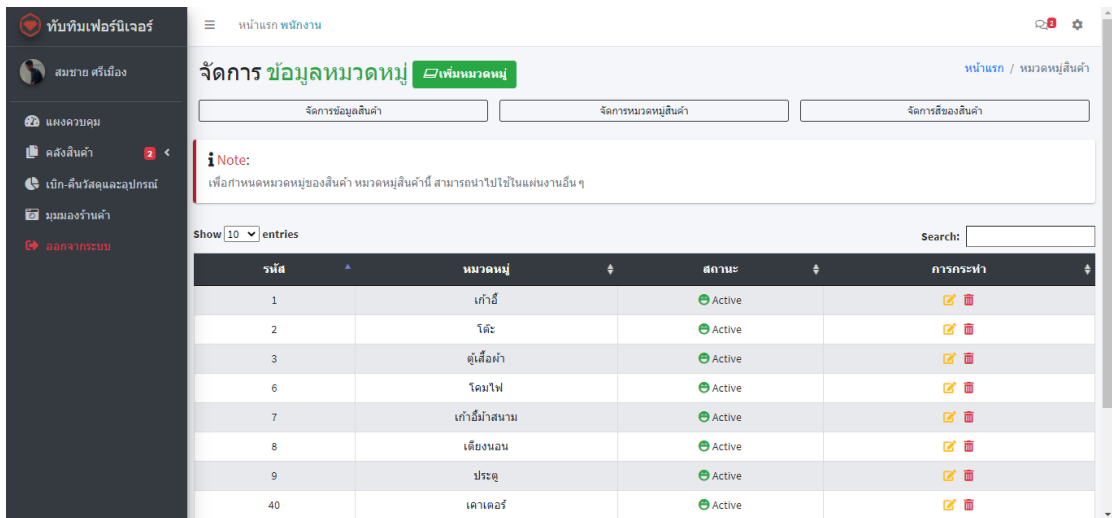 ทับทิมเฟอร์นิเจอร์
หน้าแรก พนักงาน
2
สมชาย ศรีเมือง
แผงควบคุม
คลังสินค้า 2
เบิก-คืนวัสดุและอุปกรณ์
มุมมองร้านค้า
ออกจากระบบ
จัดการ ข้อมูลหมวดหมู่ เพิ่มหมวดหมู่
หน้าแรก / หมวดหมู่สินค้า
จัดการข้อมูลสินค้า จัดการหมวดหมู่สินค้า จัดการสีของสินค้า
Note:
เพื่อกำหนดหมวดหมู่ของสินค้า หมวดหมู่สินค้านี้ สามารถนำไปใช้ในแผ่นงานอื่น ๆ
Show 10 entries
Search:
รหัส หมวดหมู่ สถานะ การกระทำ
1 เก้าอี้ Active
2 โต๊ะ Active
3 ตู้เสื้อผ้า Active
6 โคมไฟ Active
7 เก้าอี้ม้าสนาม Active
8 เตียงนอน Active
9 ประตู Active
40 เคาเตอร์ Active